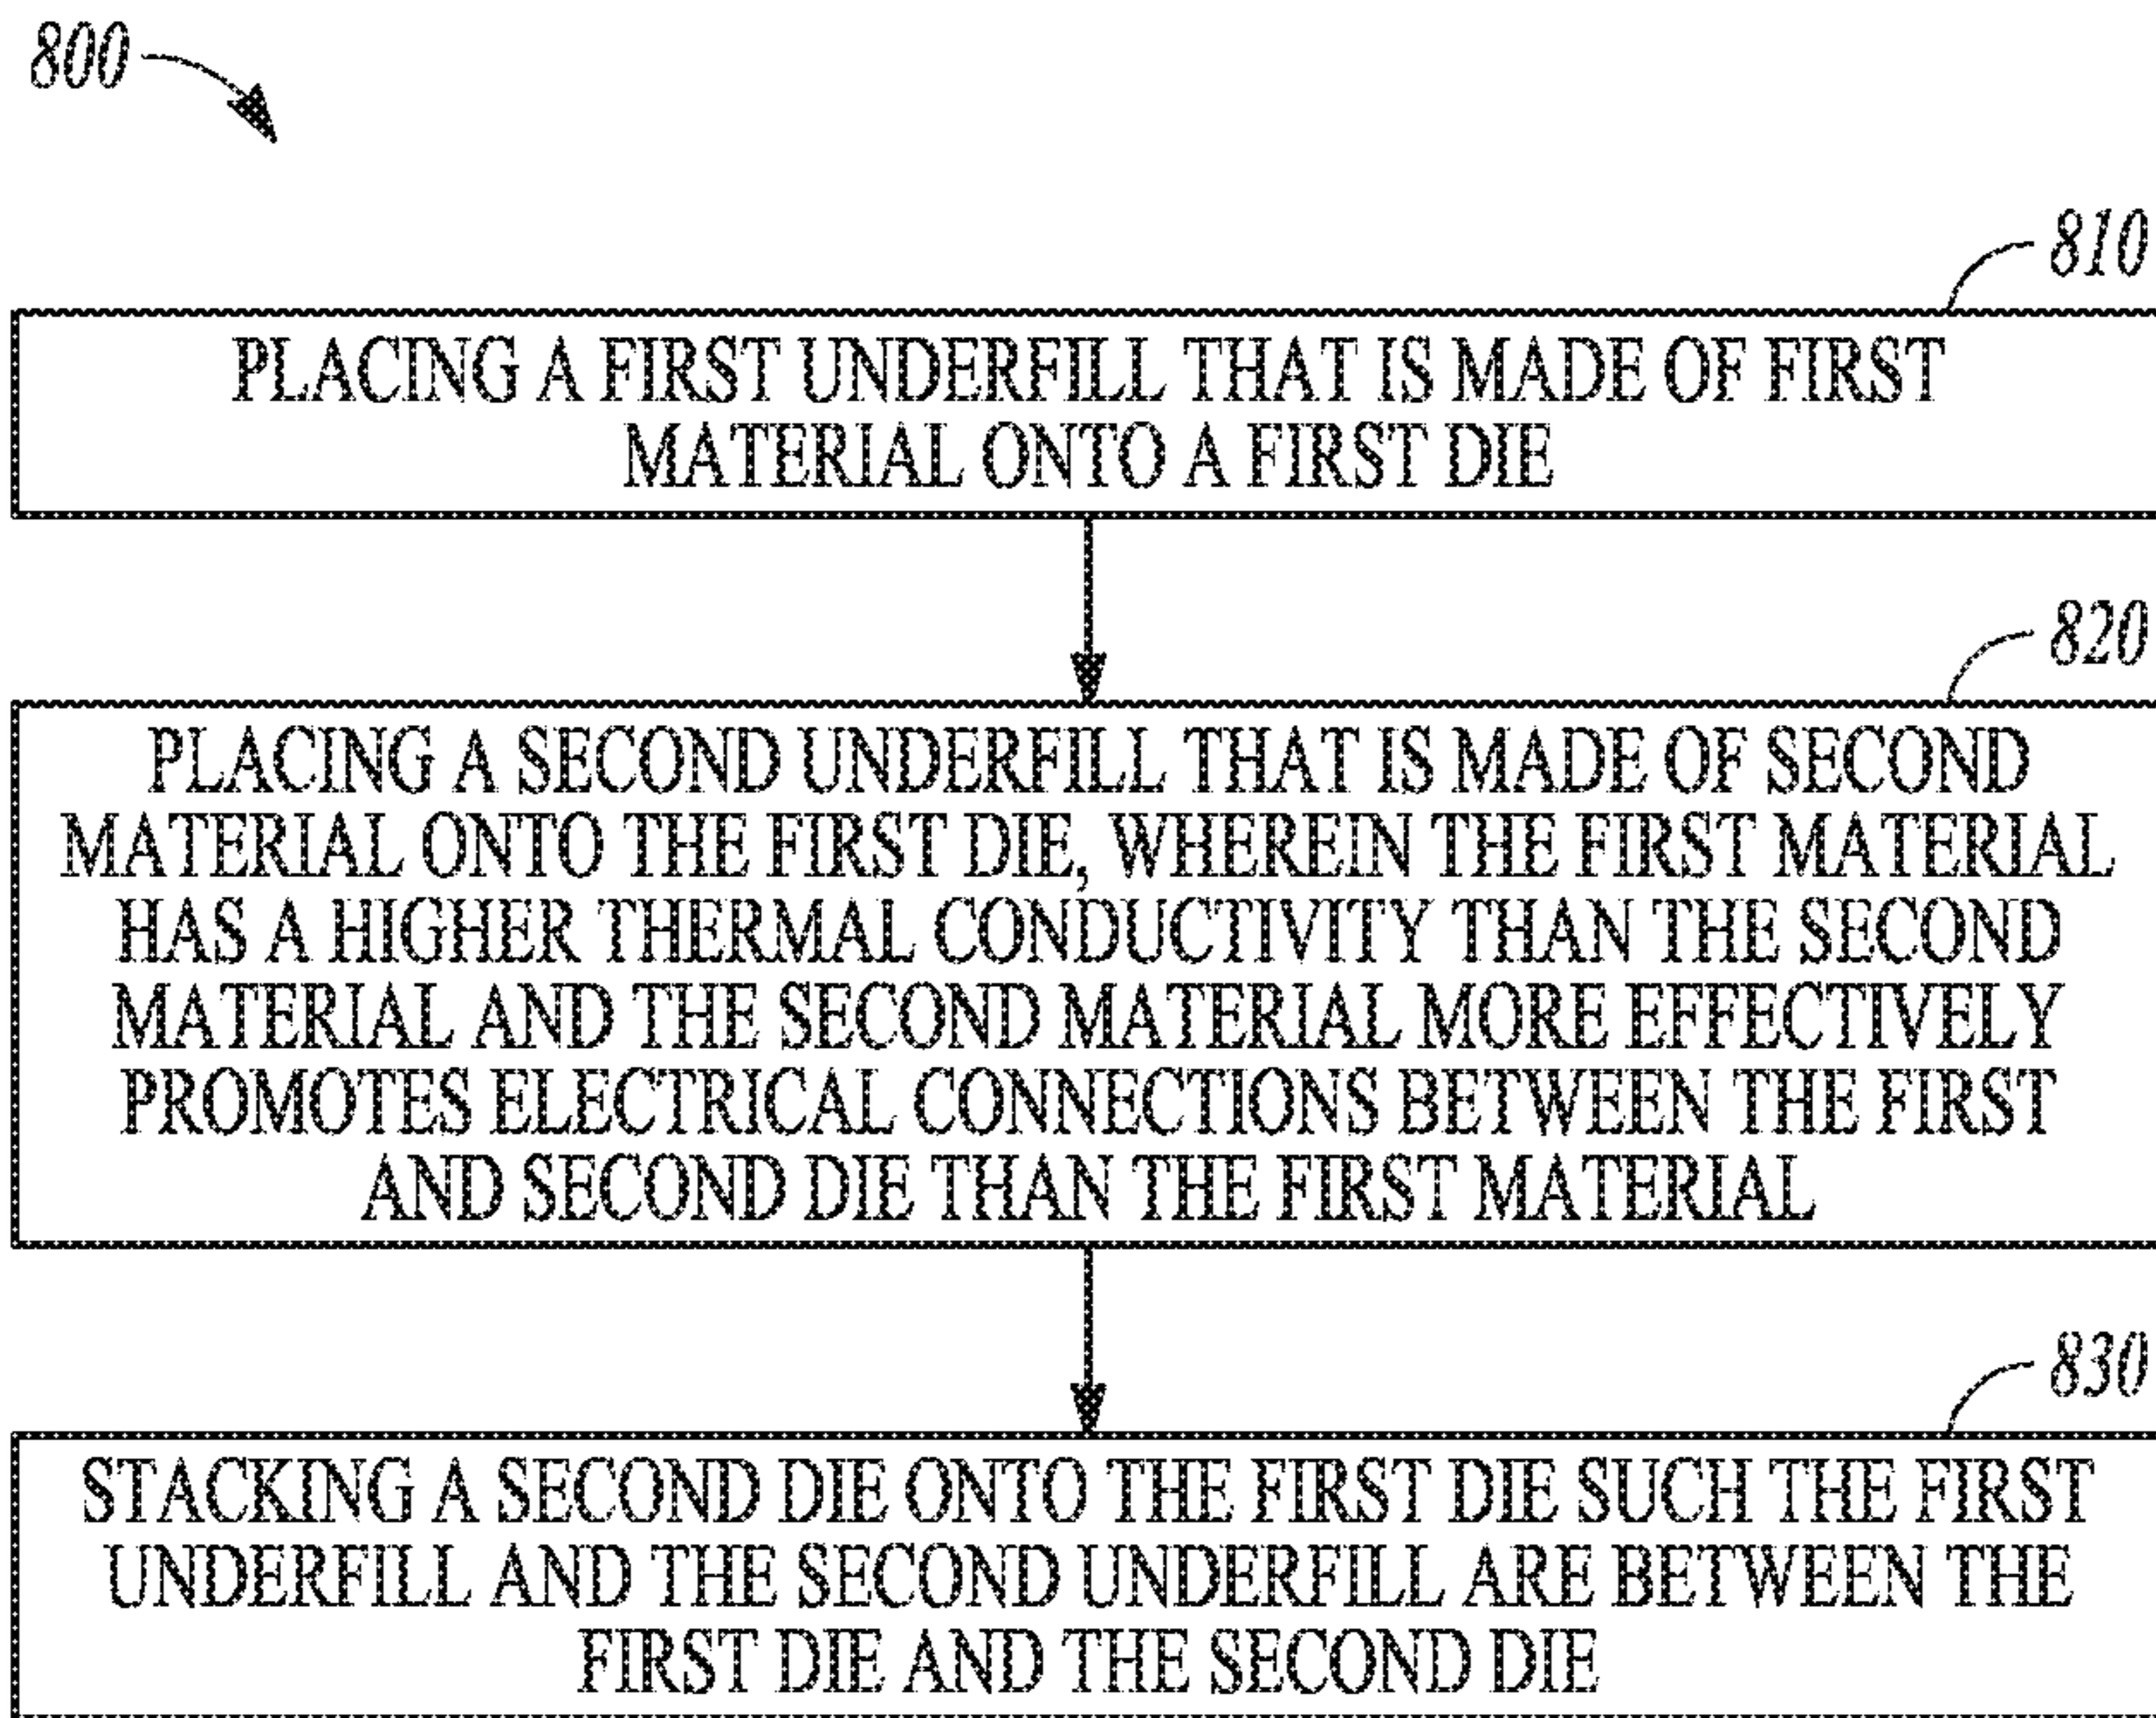 800
810
PLACING A FIRST UNDERFILL THAT IS MADE OF FIRST
MATERIAL ONTO A FIRST DIE
820
PLACING A SECOND UNDERFILL THAT IS MADE OF SECOND
MATERIAL ONTO THE FIRST DIE, WHEREIN THE FIRST MATERIAL
HAS A HIGHER THERMAL CONDUCTIVITY THAN THE SECOND
MATERIAL AND THE SECOND MATERIAL MORE EFFECTIVELY
PROMOTES ELECTRICAL CONNECTIONS BETWEEN THE FIRST
AND SECOND DIE THAN THE FIRST MATERIAL
830
STACKING A SECOND DIE ONTO THE FIRST DIE SUCH THE FIRST
UNDERFILL AND THE SECOND UNDERFILL ARE BETWEEN THE
FIRST DIE AND THE SECOND DIE